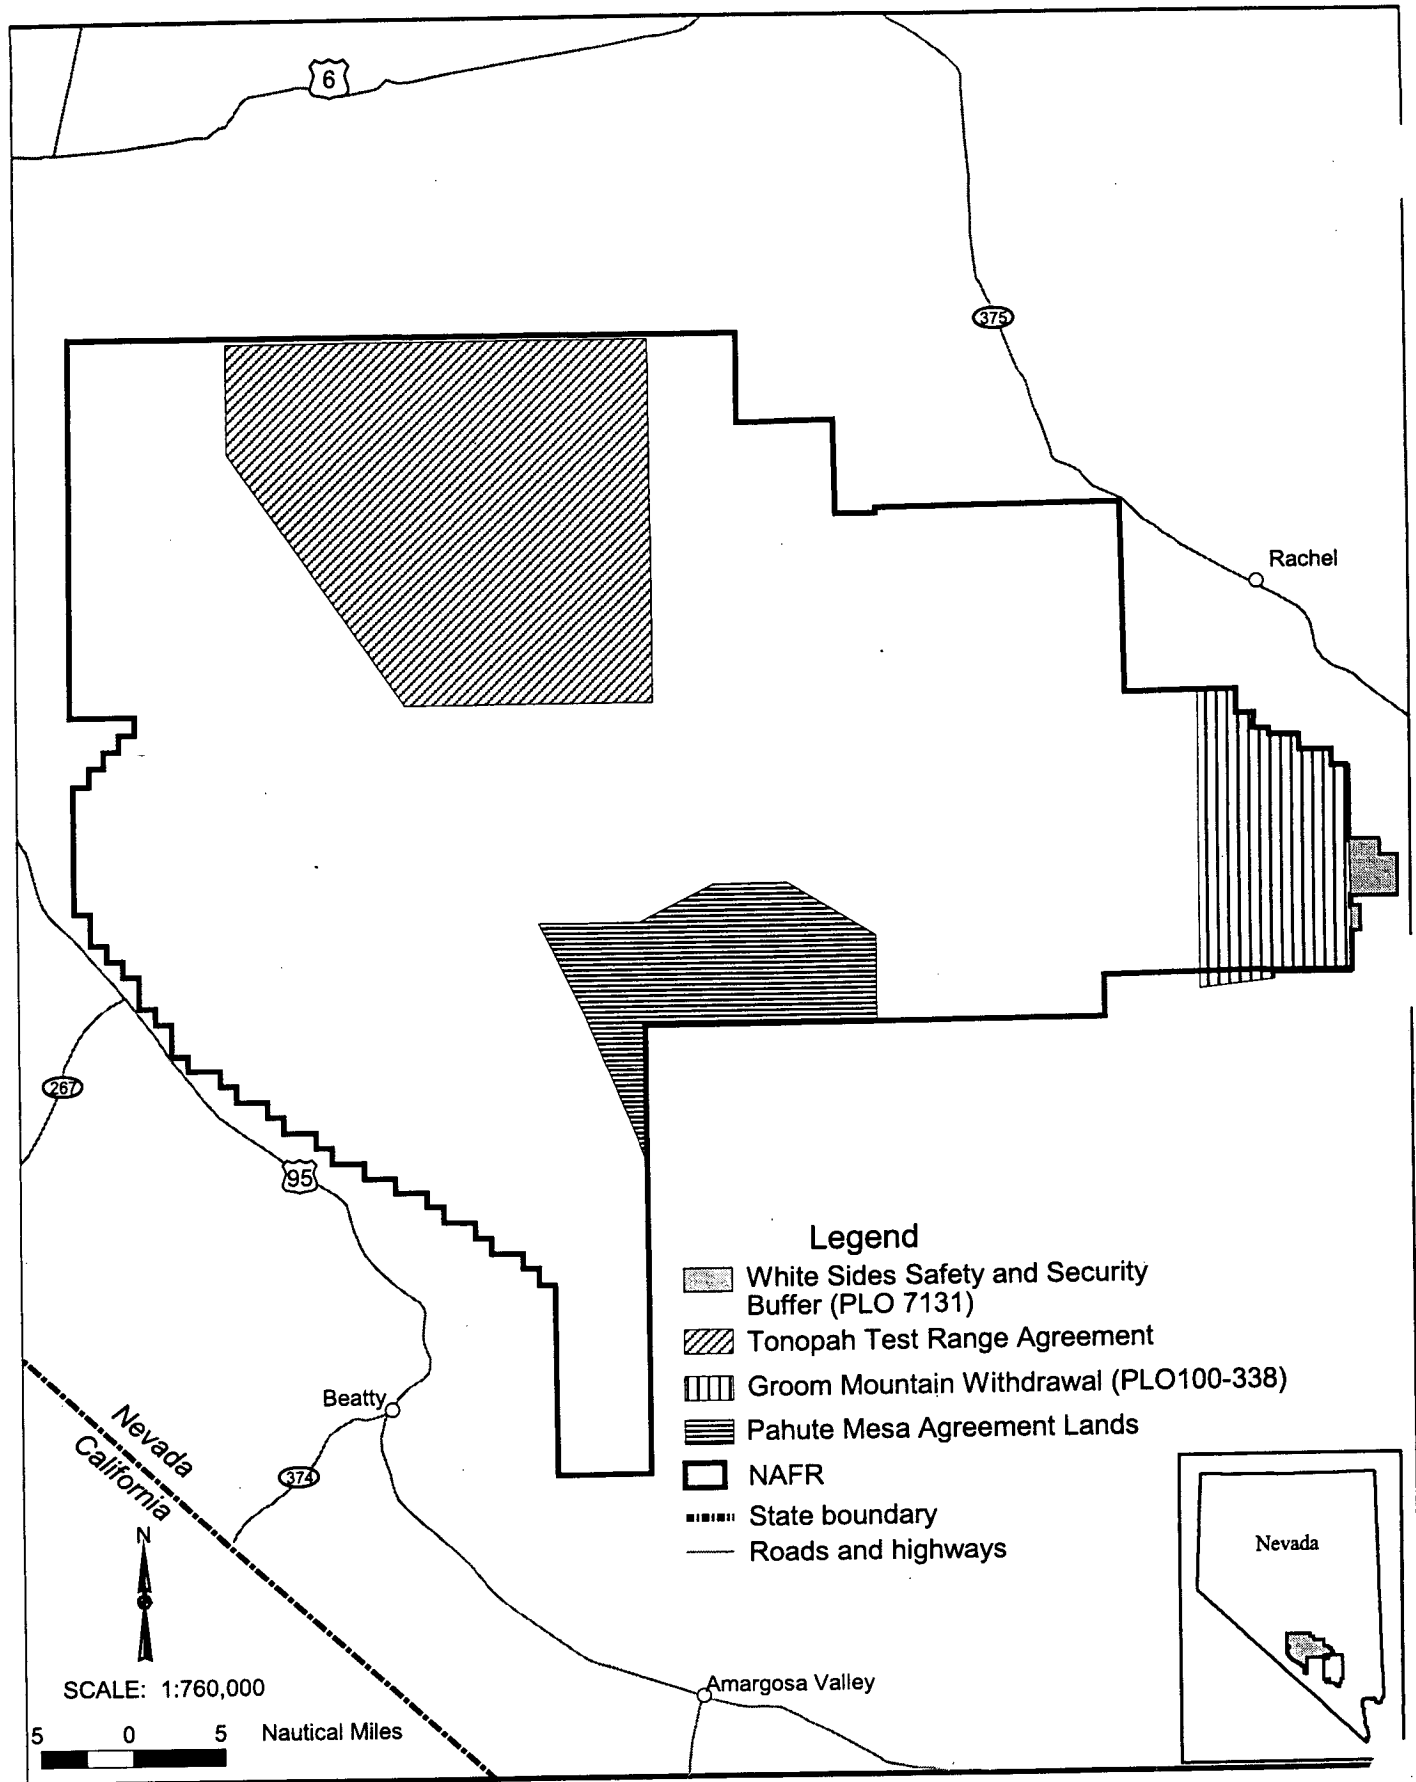 6
375
Rachel
267
95
Legend
White Sides Safety and Security
Buffer (PLO 7131)
Tonopah Test Range Agreement
Groom Mountain Withdrawal (PLO100-338)
Pahute Mesa Agreement Lands
NAFR
State boundary
Roads and highways
Beatty
Nevada
California
374
N
SCALE: 1:760,000
5 0 5 Nautical Miles
Amargosa Valley
Nevada